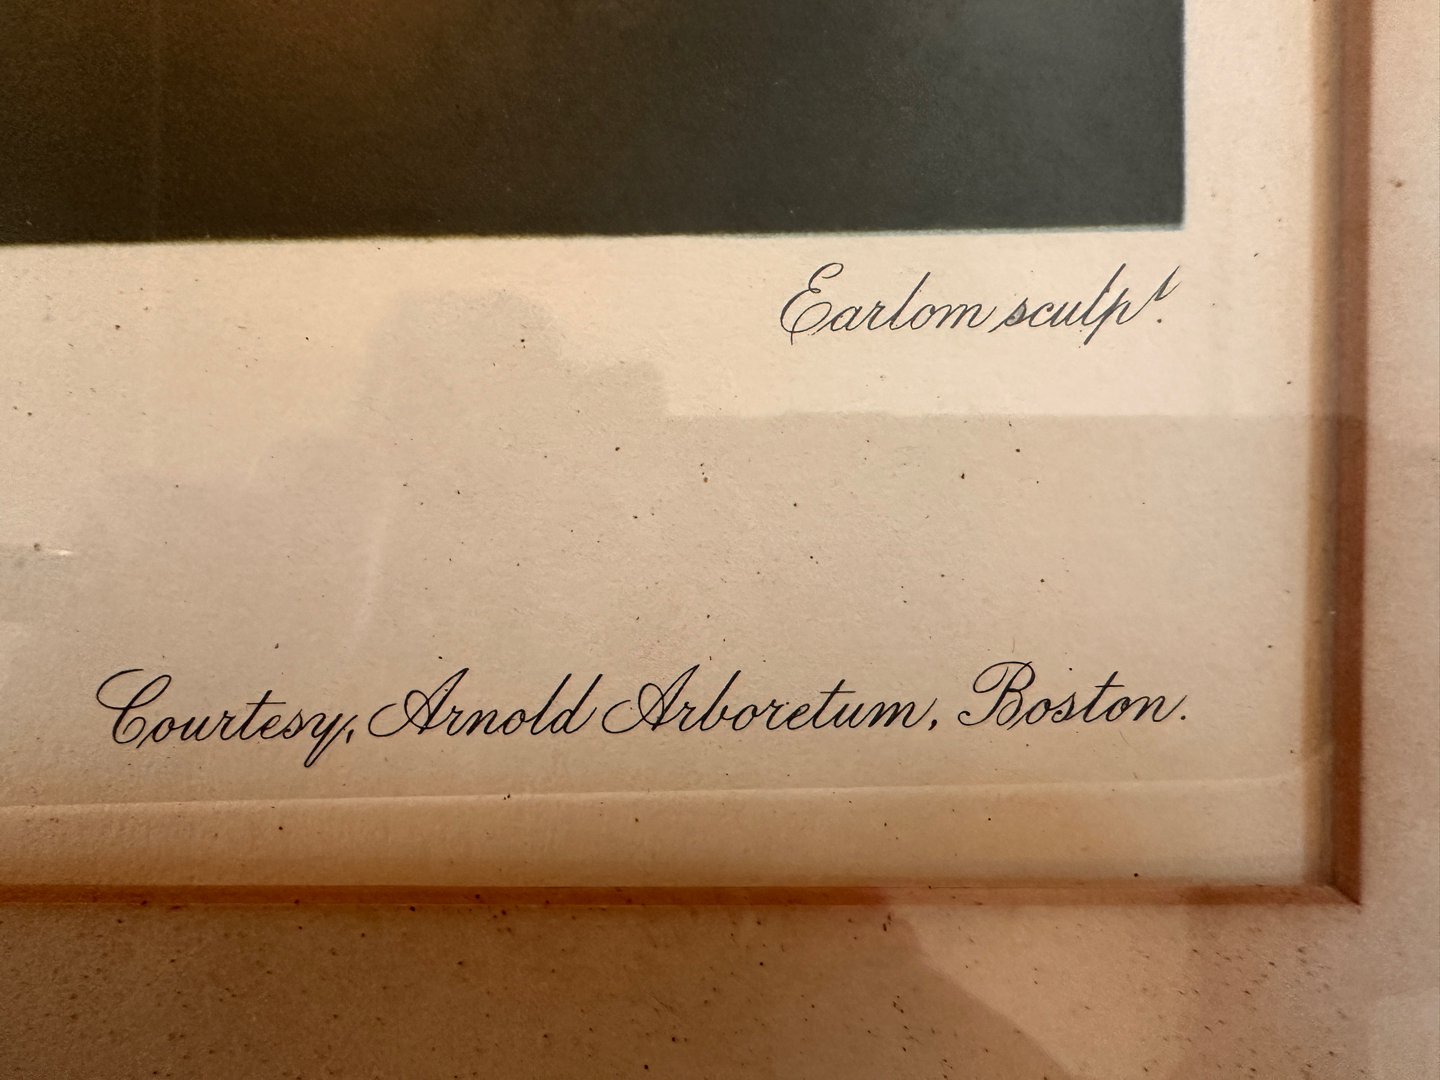 Earlom sculpᵗ.
Courtesy, Arnold Arboretum, Boston.